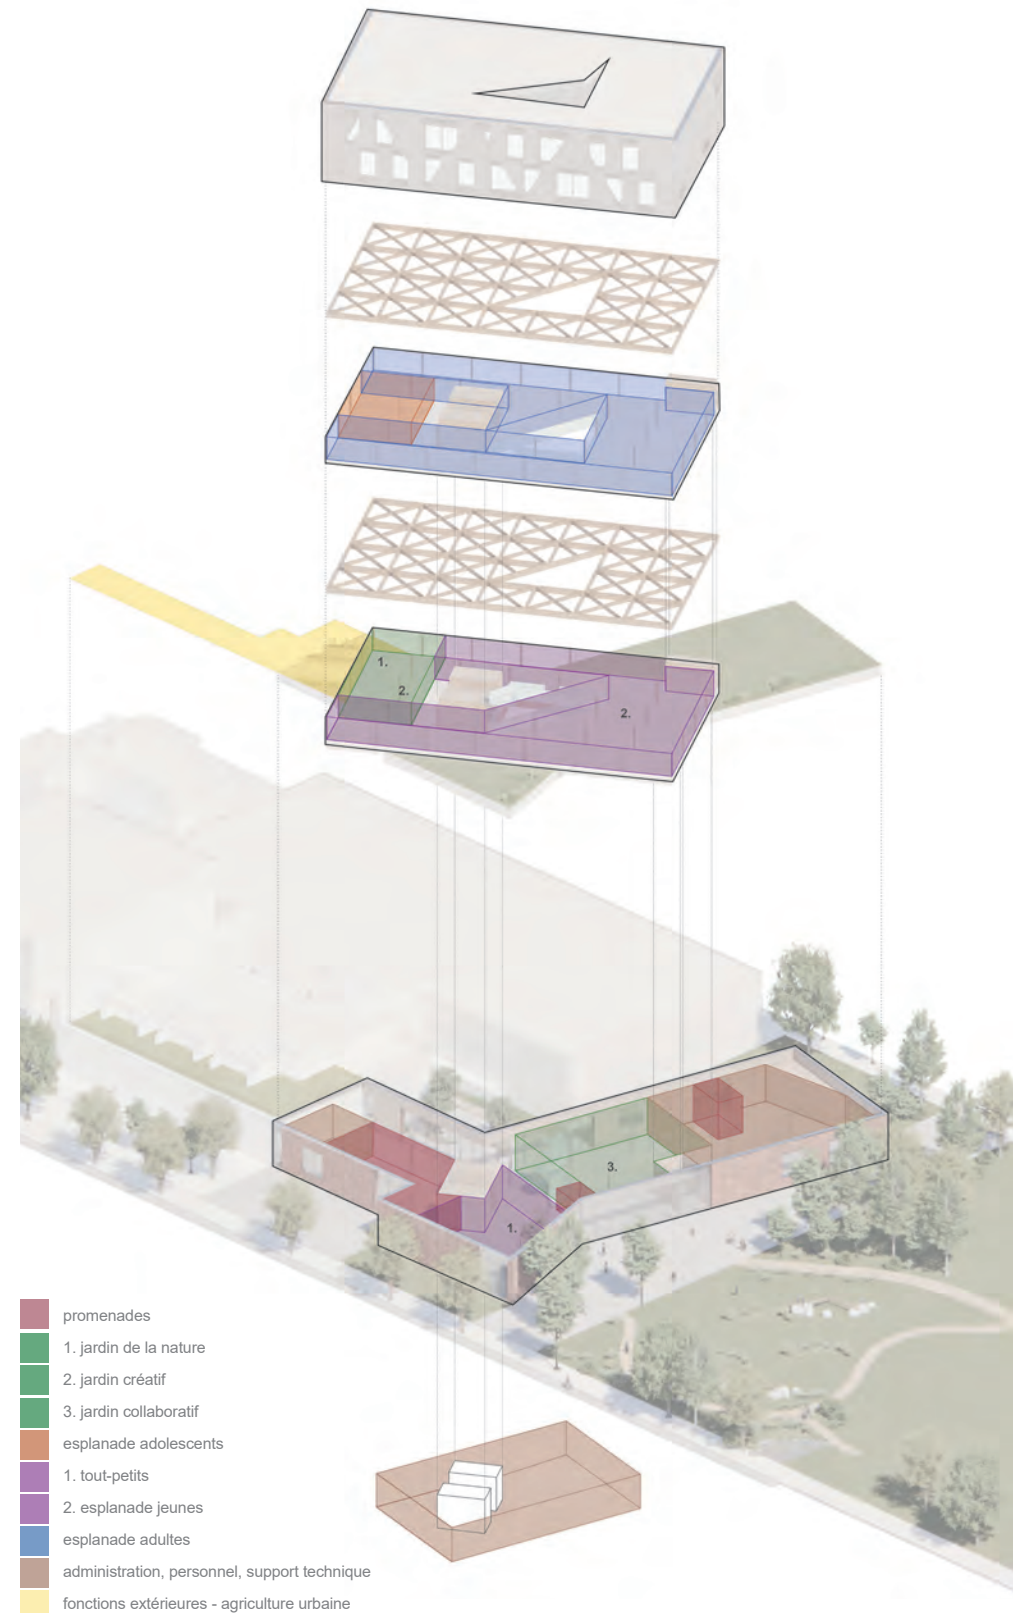 1.
2.
2.
3.
1.
promenades
1. jardin de la nature
2. jardin créatif
3. jardin collaboratif
esplanade adolescents
1. tout-petits
2. esplanade jeunes
esplanade adultes
administration, personnel, support technique
fonctions extérieures - agriculture urbaine